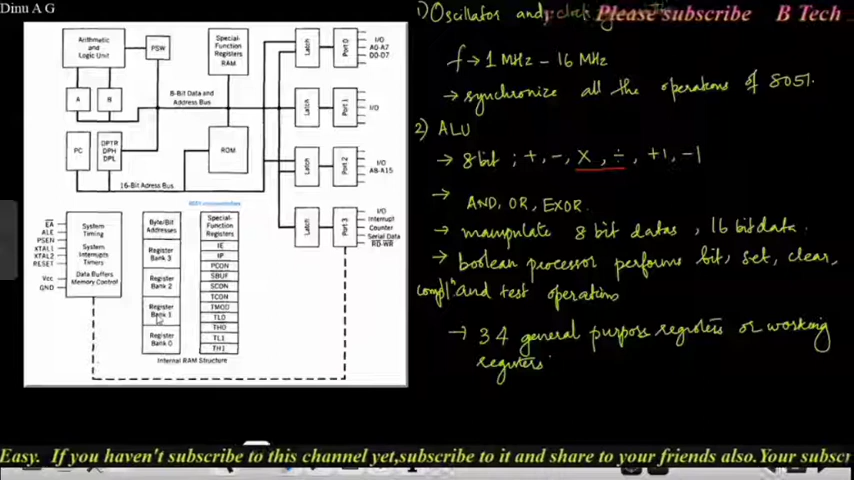 Dinu A G
Please subscribe B Tech
1) Oscillator and clock
f → 1 MHz - 16 MHz
→ synchronize all the operations of 8051.
2) ALU
→ 8 bit ; +, -, X, ÷, +1, -1
→ AND, OR, EXOR.
→ manipulate 8 bit datas, 16 bit data.
→ boolean processor performs bit, set, clear,
compl" and test operations
→ 34 general purpose registers or working
registers
Arithmetic
and
Logic Unit
PSW
Special-
Function
Registers
RAM
Latch
Port 0
I/O
A0-A7
D0-D7
A
B
8-Bit Data and
Address Bus
Latch
Port 1
I/O
PC
DPTR
DPH
DPL
ROM
Latch
Port 2
I/O
A8-A15
16-Bit Adress Bus
Latch
Port 3
I/O
Interrupt
Counter
Serial Data
RD-WR
EA
ALE
PSEN
XTAL1
XTAL2
RESET
Vcc
GND
System
Timing
System
Interrupts
Timers
Data Buffers
Memory Control
Byte/Bit
Addresses
Register
Bank 3
Register
Bank 2
Register
Bank 1
Register
Bank 0
Special-
Function
Registers
IE
IP
PCON
SBUF
SCON
TCON
TMOD
TL0
TH0
TL1
TH1
Internal RAM Structure
Easy. If you haven't subscribe to this channel yet,subscribe to it and share to your friends also.Your subscr